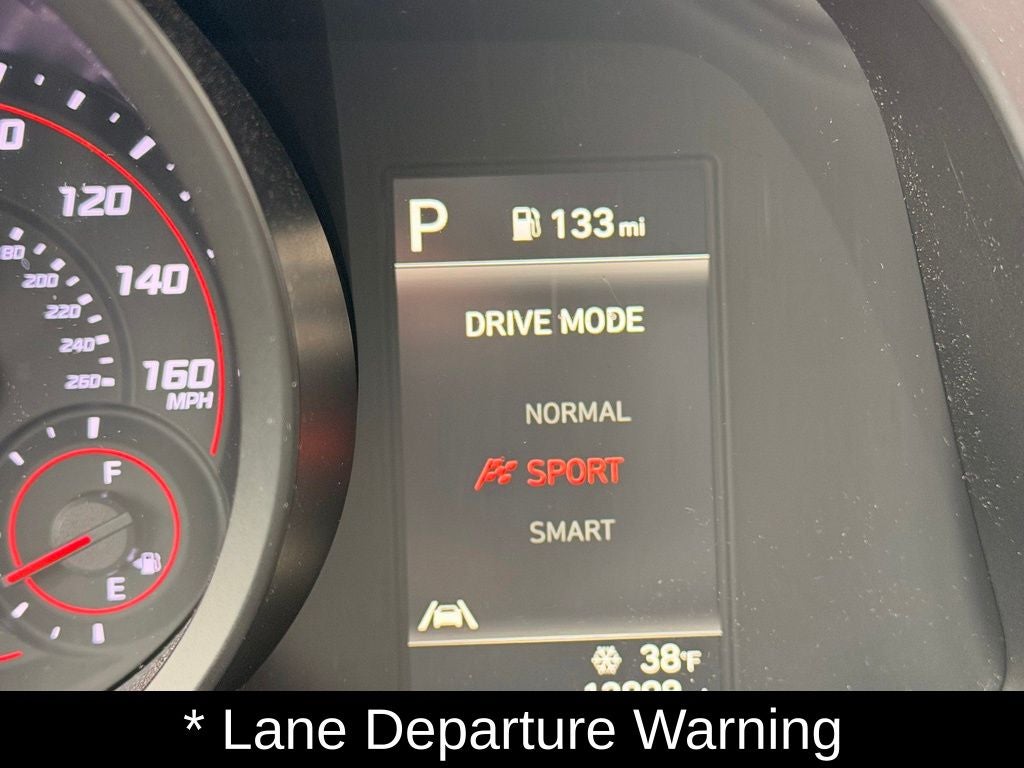 120
140
160
MPH
200
220
240
260
F
E
P 133 mi
DRIVE MODE
NORMAL
SPORT
SMART
38°F
* Lane Departure Warning